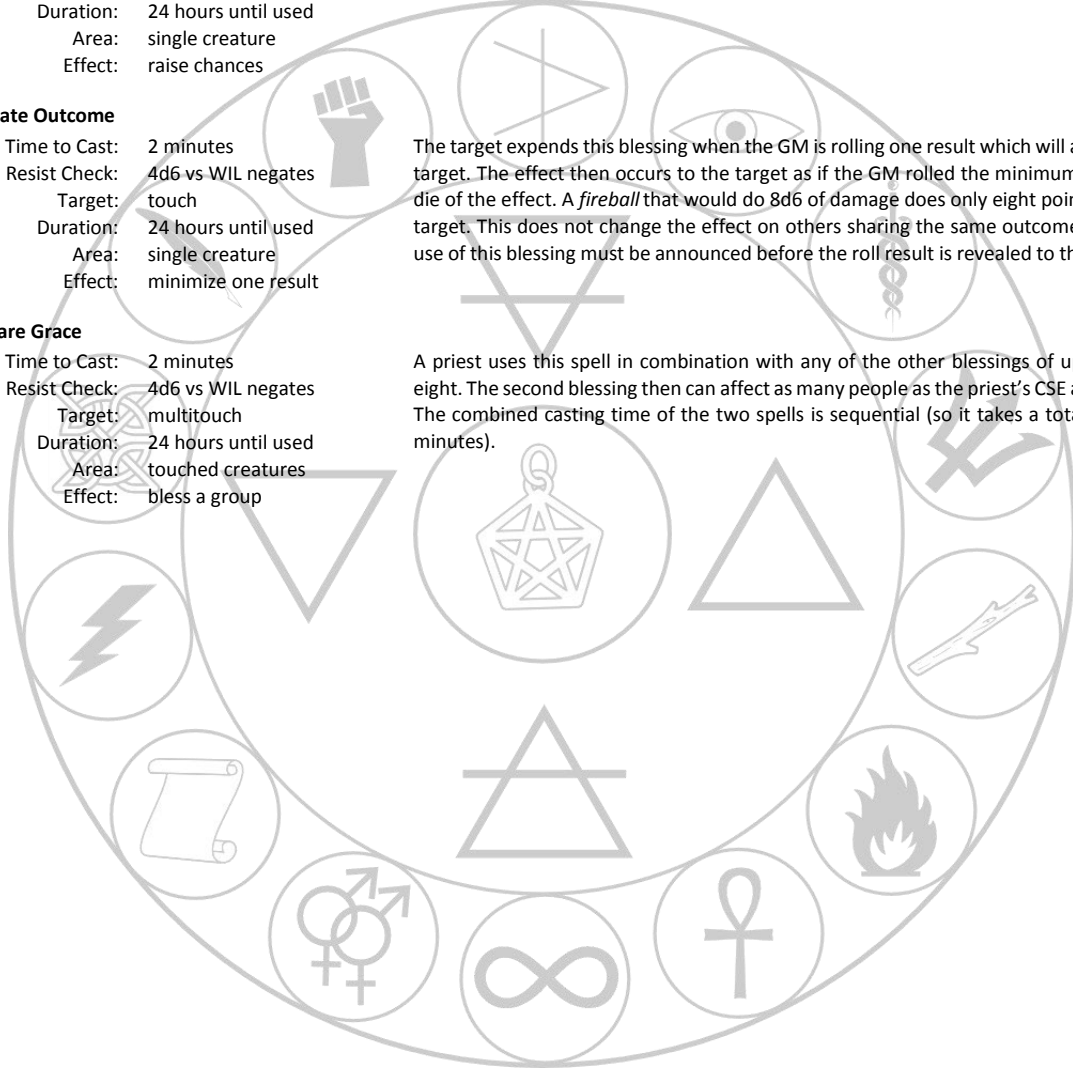 Duration: 24 hours until used
Area: single creature
Effect: raise chances
ate Outcome
Time to Cast: 2 minutes
Resist Check: 4d6 vs WIL negates
Target: touch
Duration: 24 hours until used
Area: single creature
Effect: minimize one result
The target expends this blessing when the GM is rolling one result which will a
target. The effect then occurs to the target as if the GM rolled the minimum
die of the effect. A fireball that would do 8d6 of damage does only eight poin
target. This does not change the effect on others sharing the same outcome
use of this blessing must be announced before the roll result is revealed to th
are Grace
Time to Cast: 2 minutes
Resist Check: 4d6 vs WIL negates
Target: multitouch
Duration: 24 hours until used
Area: touched creatures
Effect: bless a group
A priest uses this spell in combination with any of the other blessings of u
eight. The second blessing then can affect as many people as the priest's CSE a
The combined casting time of the two spells is sequential (so it takes a tota
minutes).